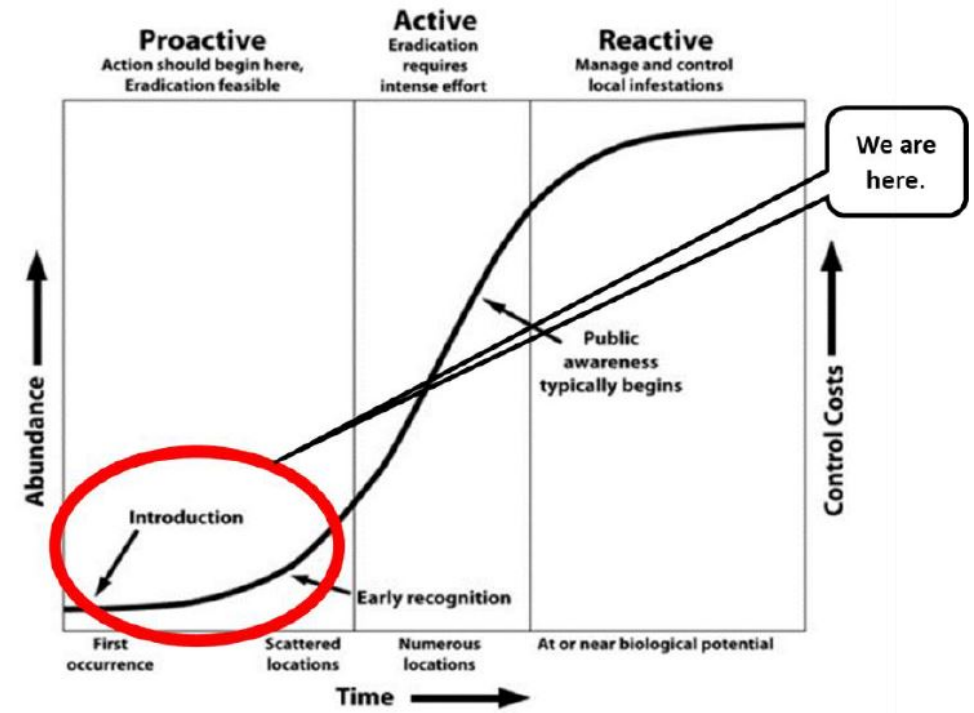 Proactive
Action should begin here,
Eradication feasible
Active
Eradication
requires
intense effort
Reactive
Manage and control
local infestations
We are
here.
Public
awareness
typically begins
Abundance
Control Costs
Introduction
Early recognition
First
occurrence
Scattered
locations
Numerous
locations
At or near biological potential
Time